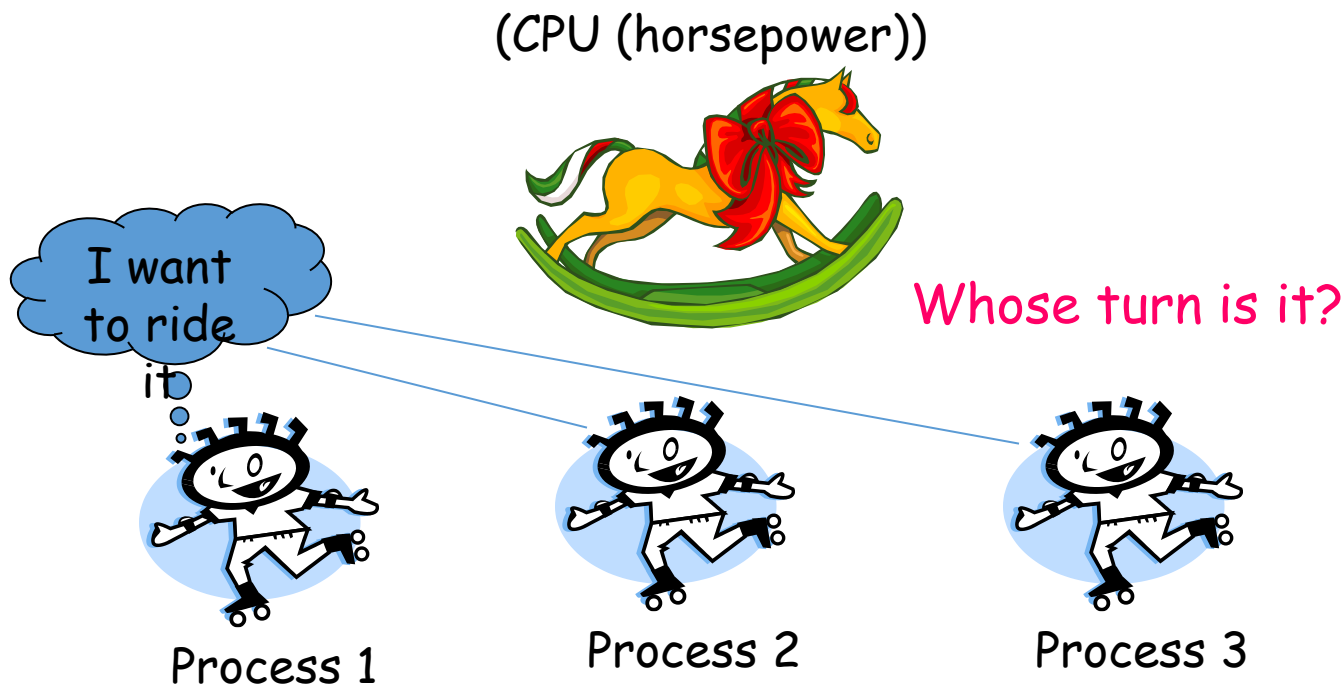 (CPU (horsepower))
I want
to ride
it
Whose turn is it?
Process 1
Process 2
Process 3